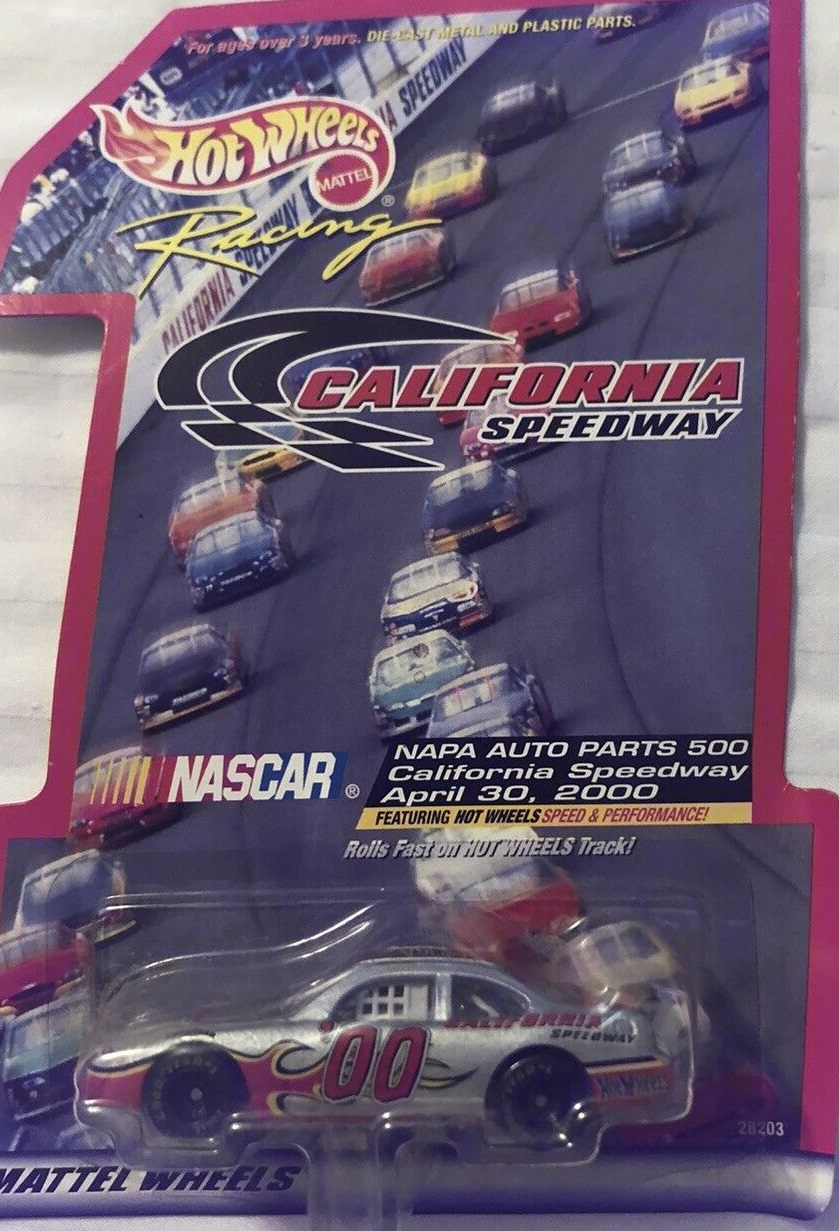 For ages over 3 years. DIE-CAST METAL AND PLASTIC PARTS.
SPEEDWAY
HOT WHEELS
MATTEL
®
Racing
CALIFORNIA SPEEDWAY
CALIFORNIA
SPEEDWAY
NASCAR®
NAPA AUTO PARTS 500
California Speedway
April 30, 2000
FEATURING HOT WHEELS SPEED & PERFORMANCE!
Rolls Fast on HOT WHEELS Track!
CALIFORNIA
SPEEDWAY
'00
Hot Wheels
28203
MATTEL WHEELS